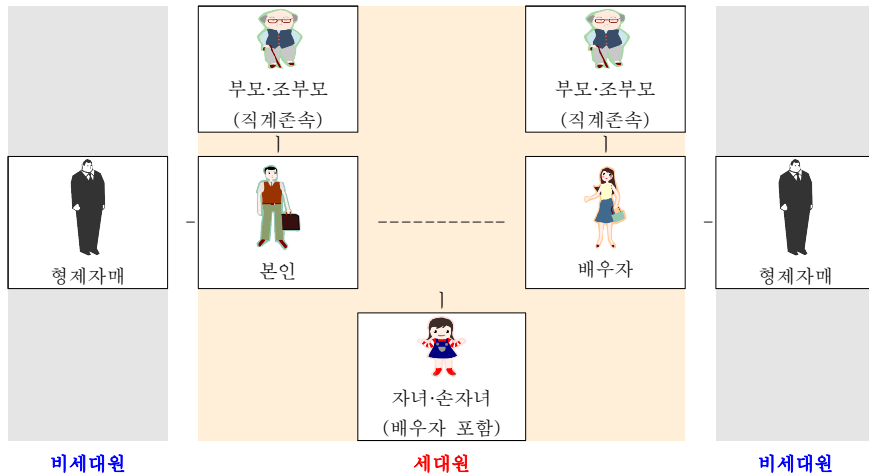 부모·조부모
(직계존속)
부모·조부모
(직계존속)
형제자매
본인
배우자
형제자매
자녀·손자녀
(배우자 포함)
비세대원
세대원
비세대원